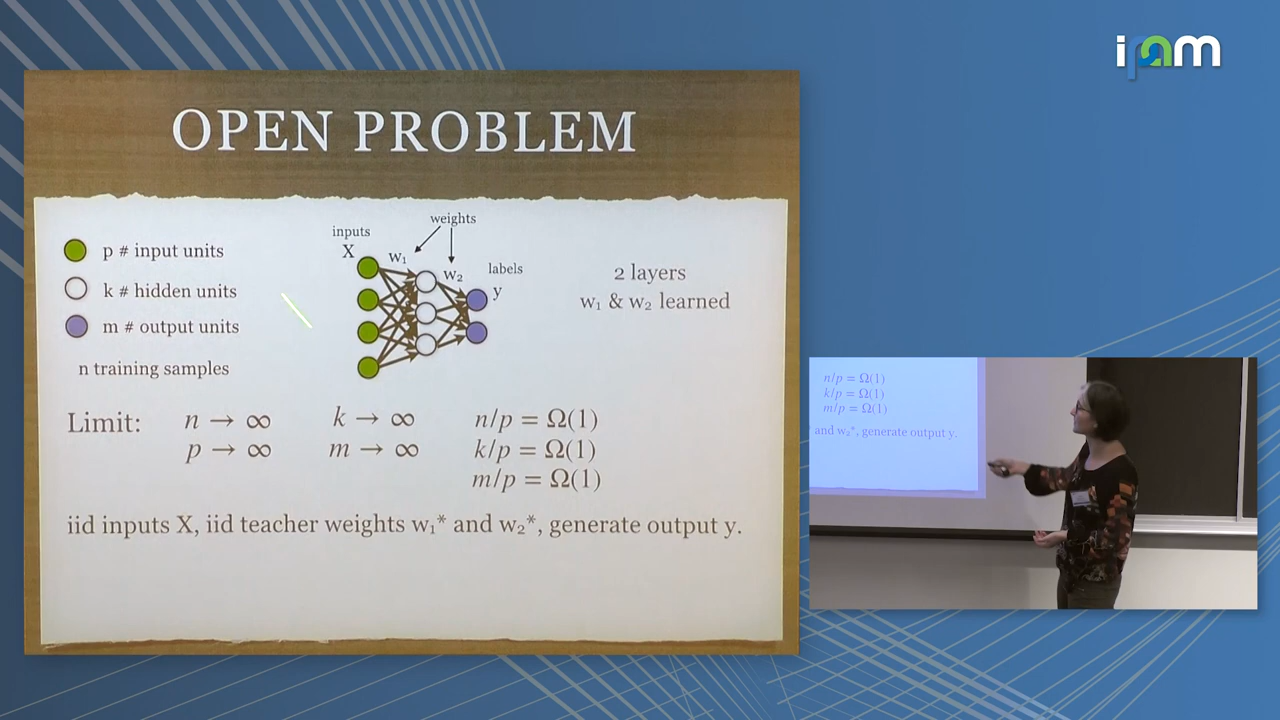 ipam
OPEN PROBLEM
p # input units
k # hidden units
m # output units
n training samples
inputs
X
weights
w₁
w₂
labels
y
2 layers
w₁ & w₂ learned
Limit:
n → ∞
p → ∞
k → ∞
m → ∞
n/p = Ω(1)
k/p = Ω(1)
m/p = Ω(1)
iid inputs X, iid teacher weights w₁* and w₂*, generate output y.
n/p = Ω(1)
k/p = Ω(1)
m/p = Ω(1)
and w₂*, generate output y.